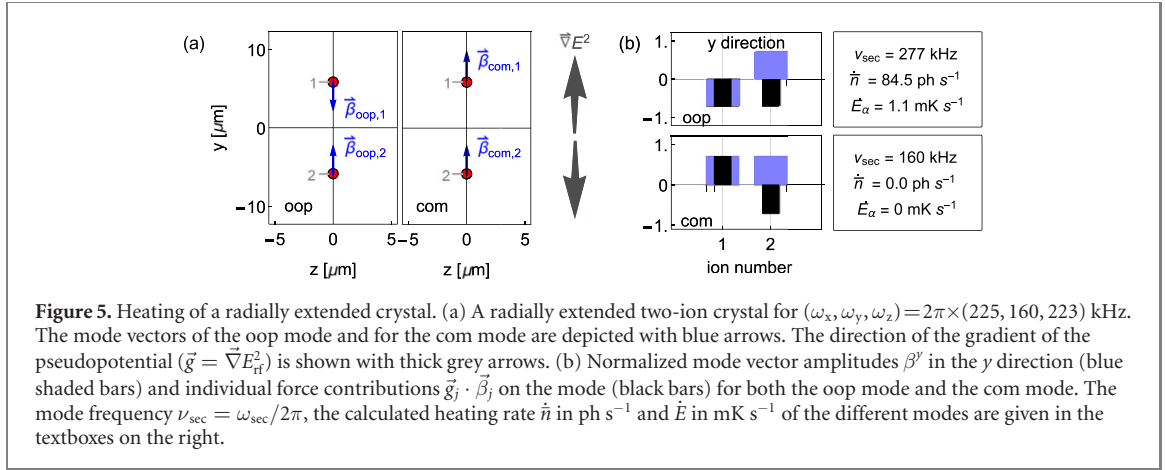 (a)
10
0
−10
y [μm]
1
2
β⃗oop,1
β⃗oop,2
oop
−5
0
5
z [μm]
1
2
β⃗com,1
β⃗com,2
com
−5
0
5
z [μm]
∇⃗E²
(b)
y direction
1.
0
−1.
oop
1.
0
−1.
com
1
2
ion number
νsec = 277 kHz
n̄̇ = 84.5 ph s⁻¹
Ėα = 1.1 mK s⁻¹
νsec = 160 kHz
n̄̇ = 0.0 ph s⁻¹
Ėα = 0 mK s⁻¹
Figure 5. Heating of a radially extended crystal. (a) A radially extended two-ion crystal for (ωx, ωy, ωz) = 2π×(225, 160, 223) kHz.
The mode vectors of the oop mode and for the com mode are depicted with blue arrows. The direction of the gradient of the
pseudopotential (g⃗ = ∇⃗E²rf) is shown with thick grey arrows. (b) Normalized mode vector amplitudes βʸ in the y direction (blue
shaded bars) and individual force contributions g⃗j · β⃗j on the mode (black bars) for both the oop mode and the com mode. The
mode frequency νsec = ωsec/2π, the calculated heating rate n̄̇ in ph s⁻¹ and Ė in mK s⁻¹ of the different modes are given in the
textboxes on the right.